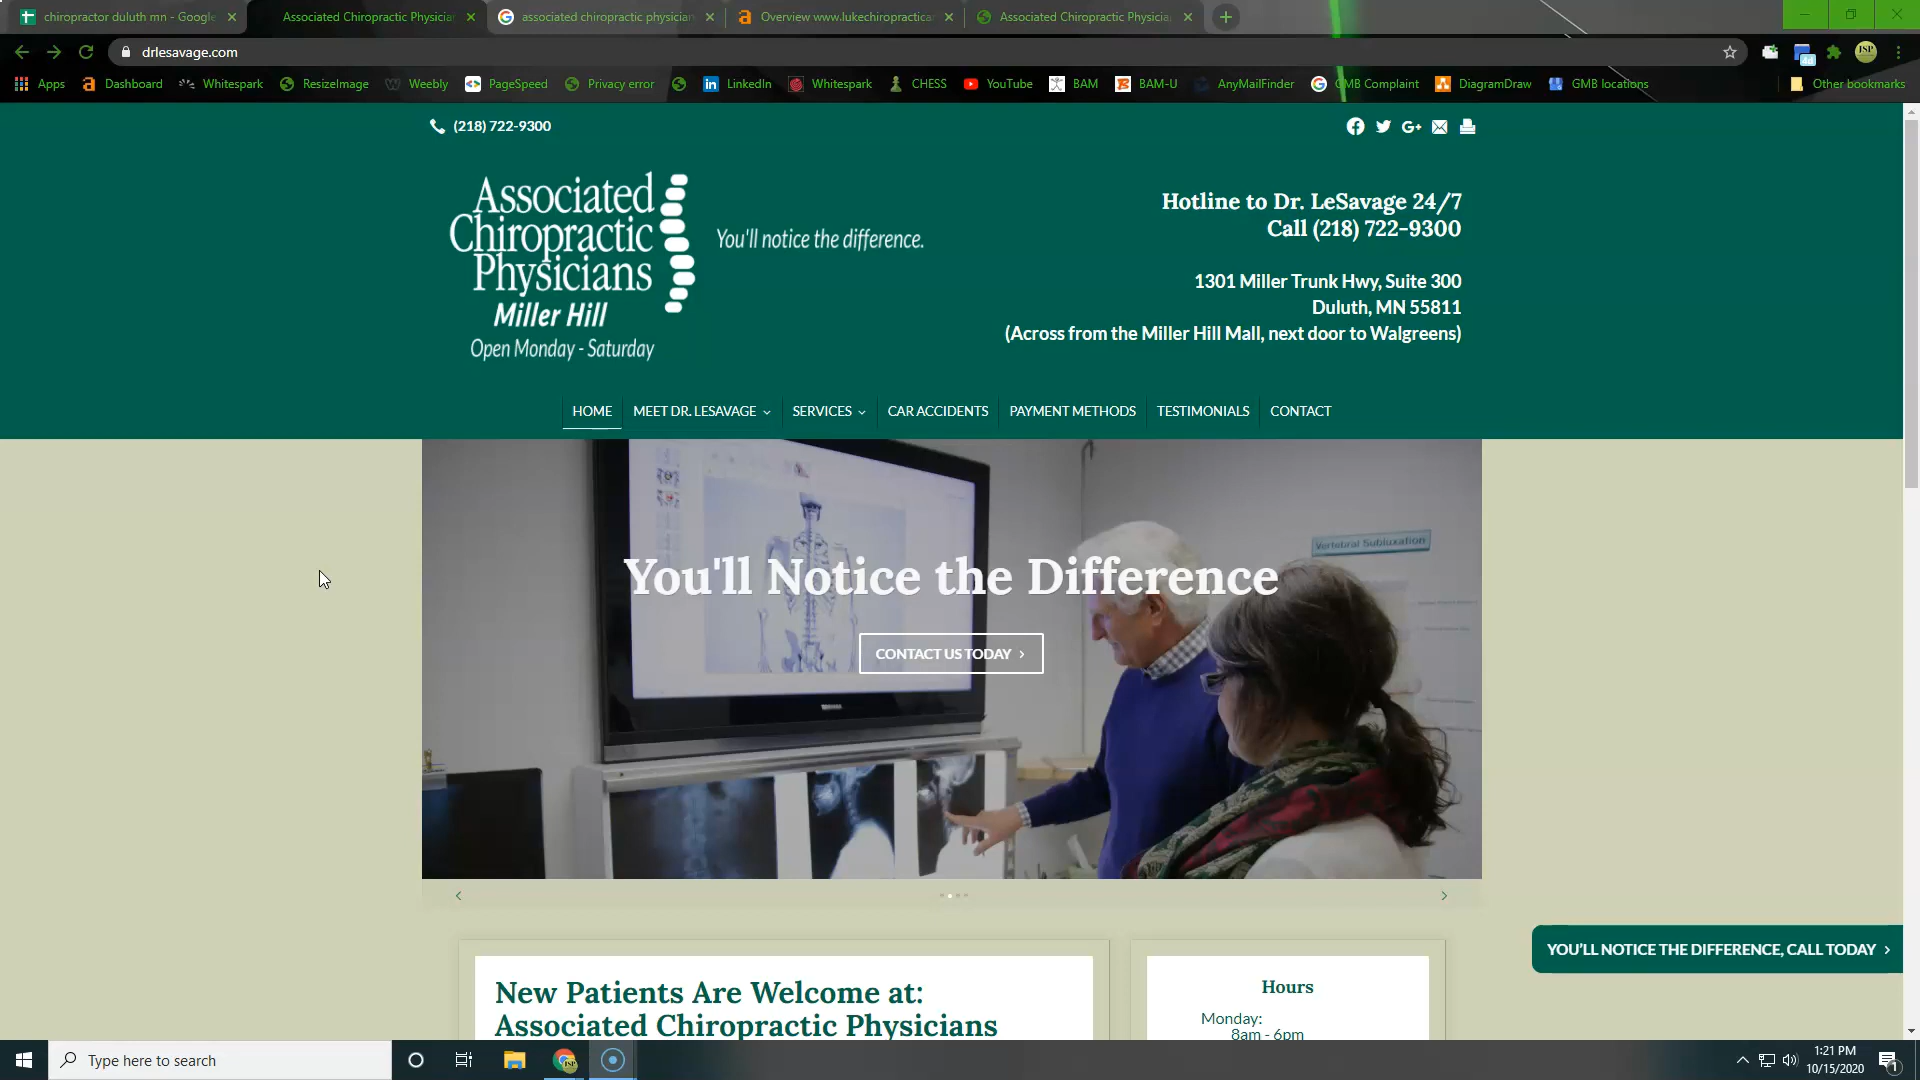 chiropractor duluth mn - Google
Associated Chiropractic Physician
associated chiropractic physician
Overview www.lukechiropractica
Associated Chiropractic Physicia
drlesavage.com
Apps
Dashboard
Whitespark
ResizeImage
Weebly
PageSpeed
Privacy error
LinkedIn
Whitespark
CHESS
YouTube
BAM
BAM-U
AnyMailFinder
GMB Complaint
DiagramDraw
GMB locations
Other bookmarks
(218) 722-9300
Associated
Chiropractic
Physicians
Miller Hill
Open Monday - Saturday
You'll notice the difference.
Hotline to Dr. LeSavage 24/7
Call (218) 722-9300
1301 Miller Trunk Hwy, Suite 300
Duluth, MN 55811
(Across from the Miller Hill Mall, next door to Walgreens)
HOME
MEET DR. LESAVAGE
SERVICES
CAR ACCIDENTS
PAYMENT METHODS
TESTIMONIALS
CONTACT
Vertebral Subluxation
You'll Notice the Difference
CONTACT US TODAY
TOSHIBA
YOU'LL NOTICE THE DIFFERENCE, CALL TODAY
New Patients Are Welcome at:
Associated Chiropractic Physicians
Hours
Monday:
8am - 6pm
Type here to search
1:21 PM
10/15/2020